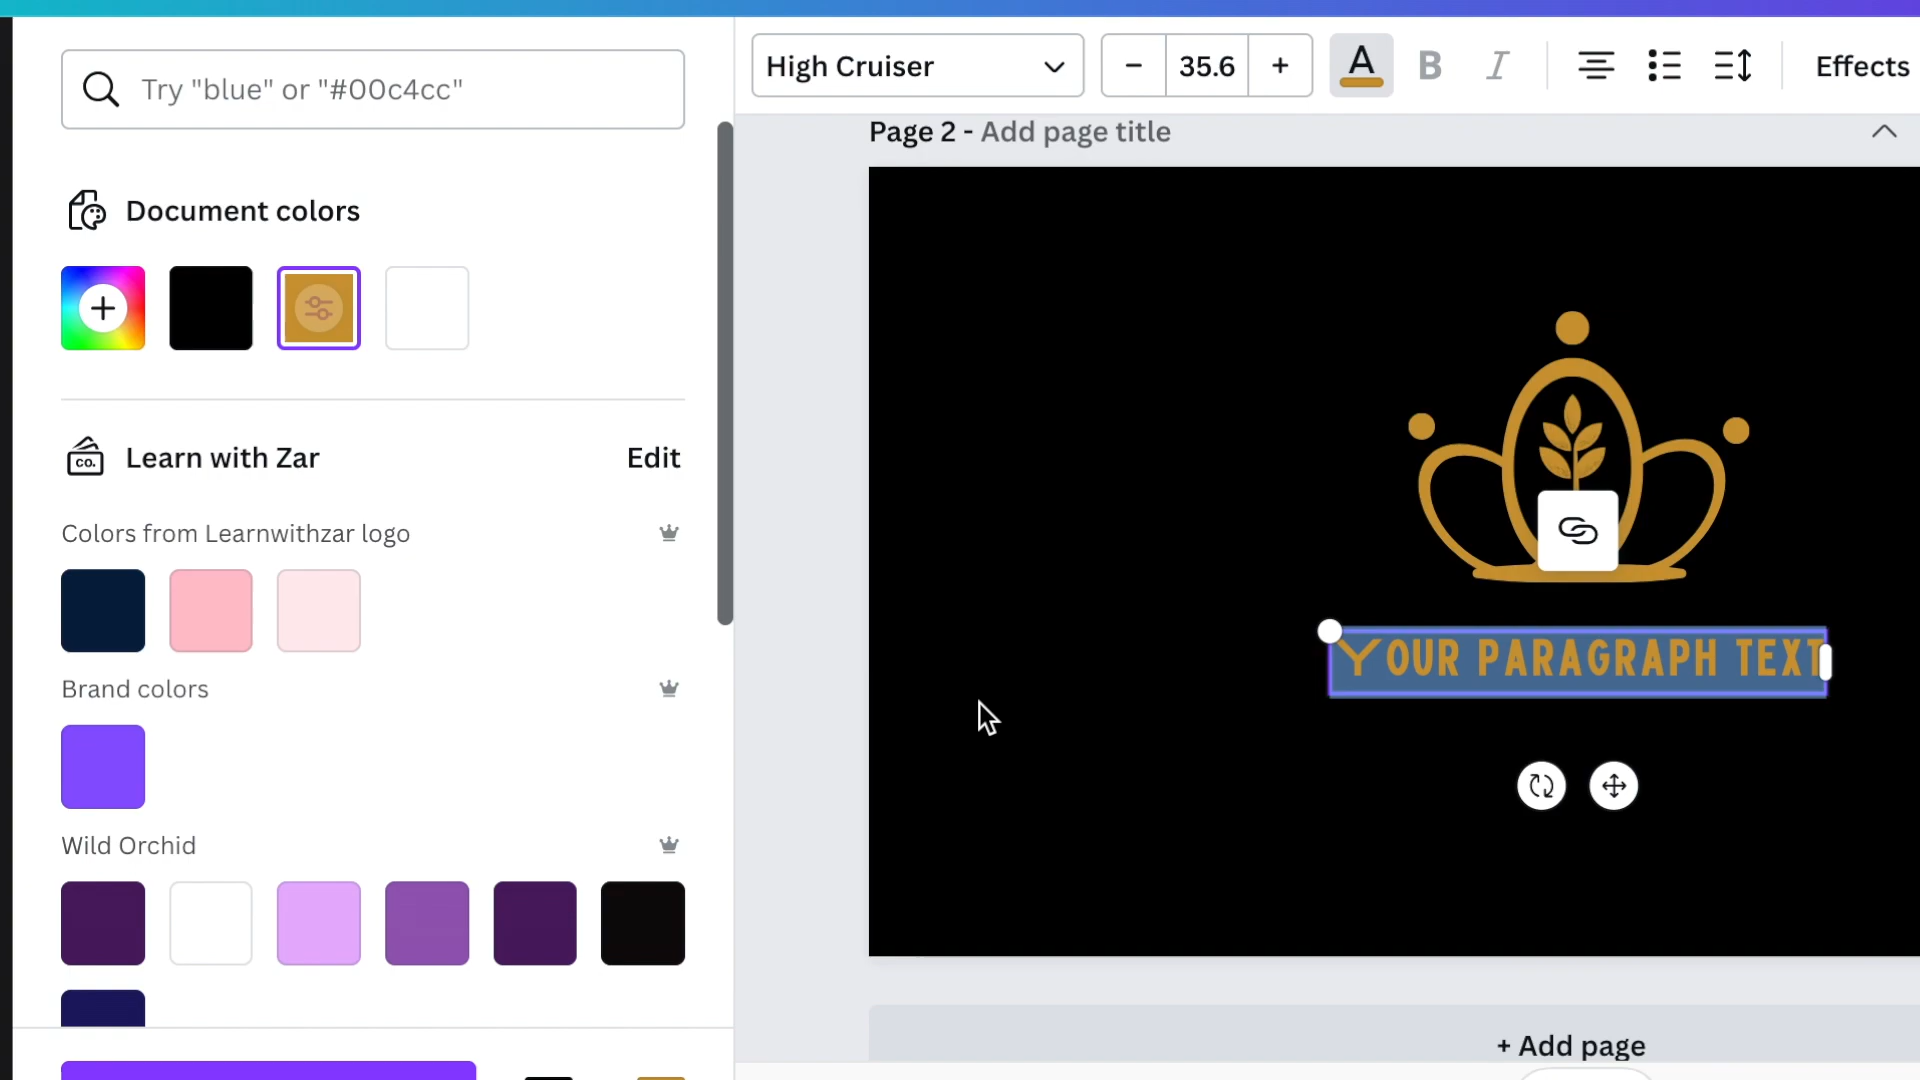 Try "blue" or "#00c4cc"
High Cruiser
− 35.6 +
A B I
Effects
Page 2 - Add page title
Document colors
co. Learn with Zar
Edit
Colors from Learnwithzar logo
Brand colors
Wild Orchid
YOUR PARAGRAPH TEXT
+ Add page